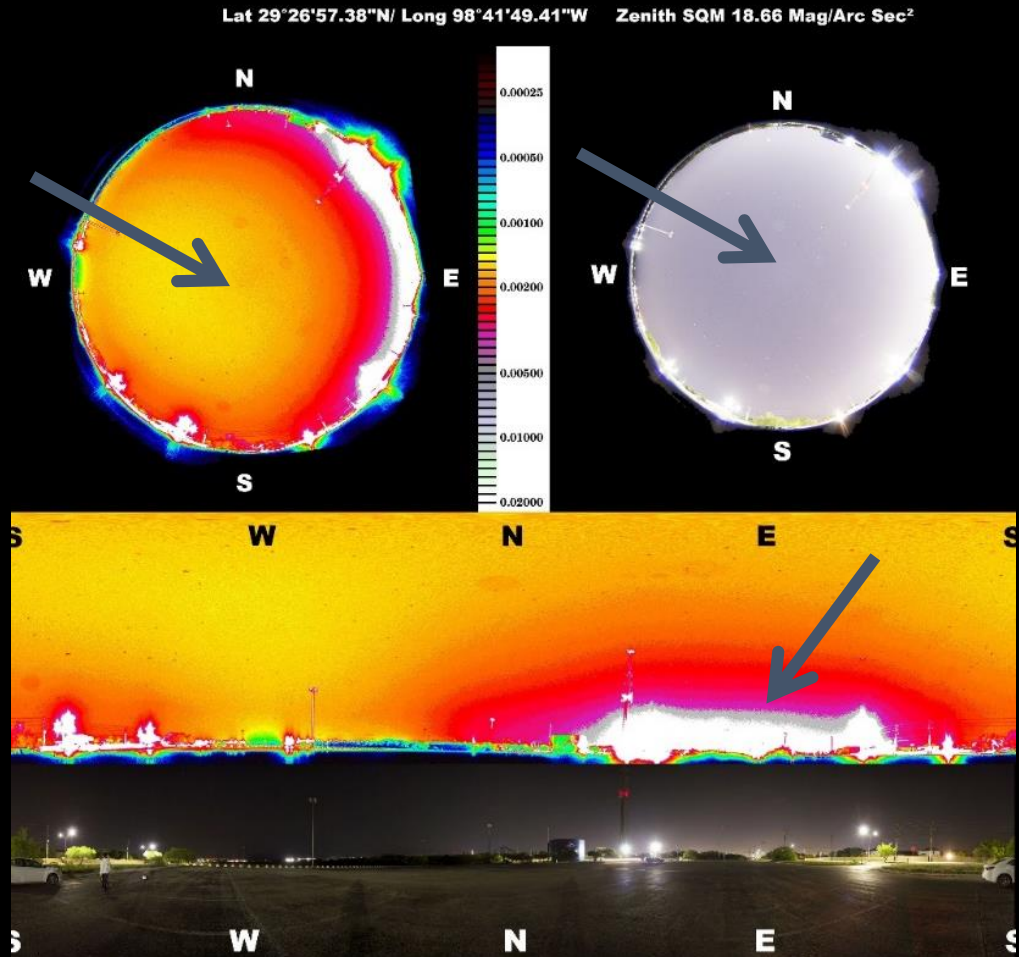 Lat 29°26'57.38"N/ Long 98°41'49.41"W Zenith SQM 18.66 Mag/Arc Sec²
N
W
E
S
0.00025
0.00050
0.00100
0.00200
0.00500
0.01000
0.02000
N
W
E
S
S W N E S
S W N E S